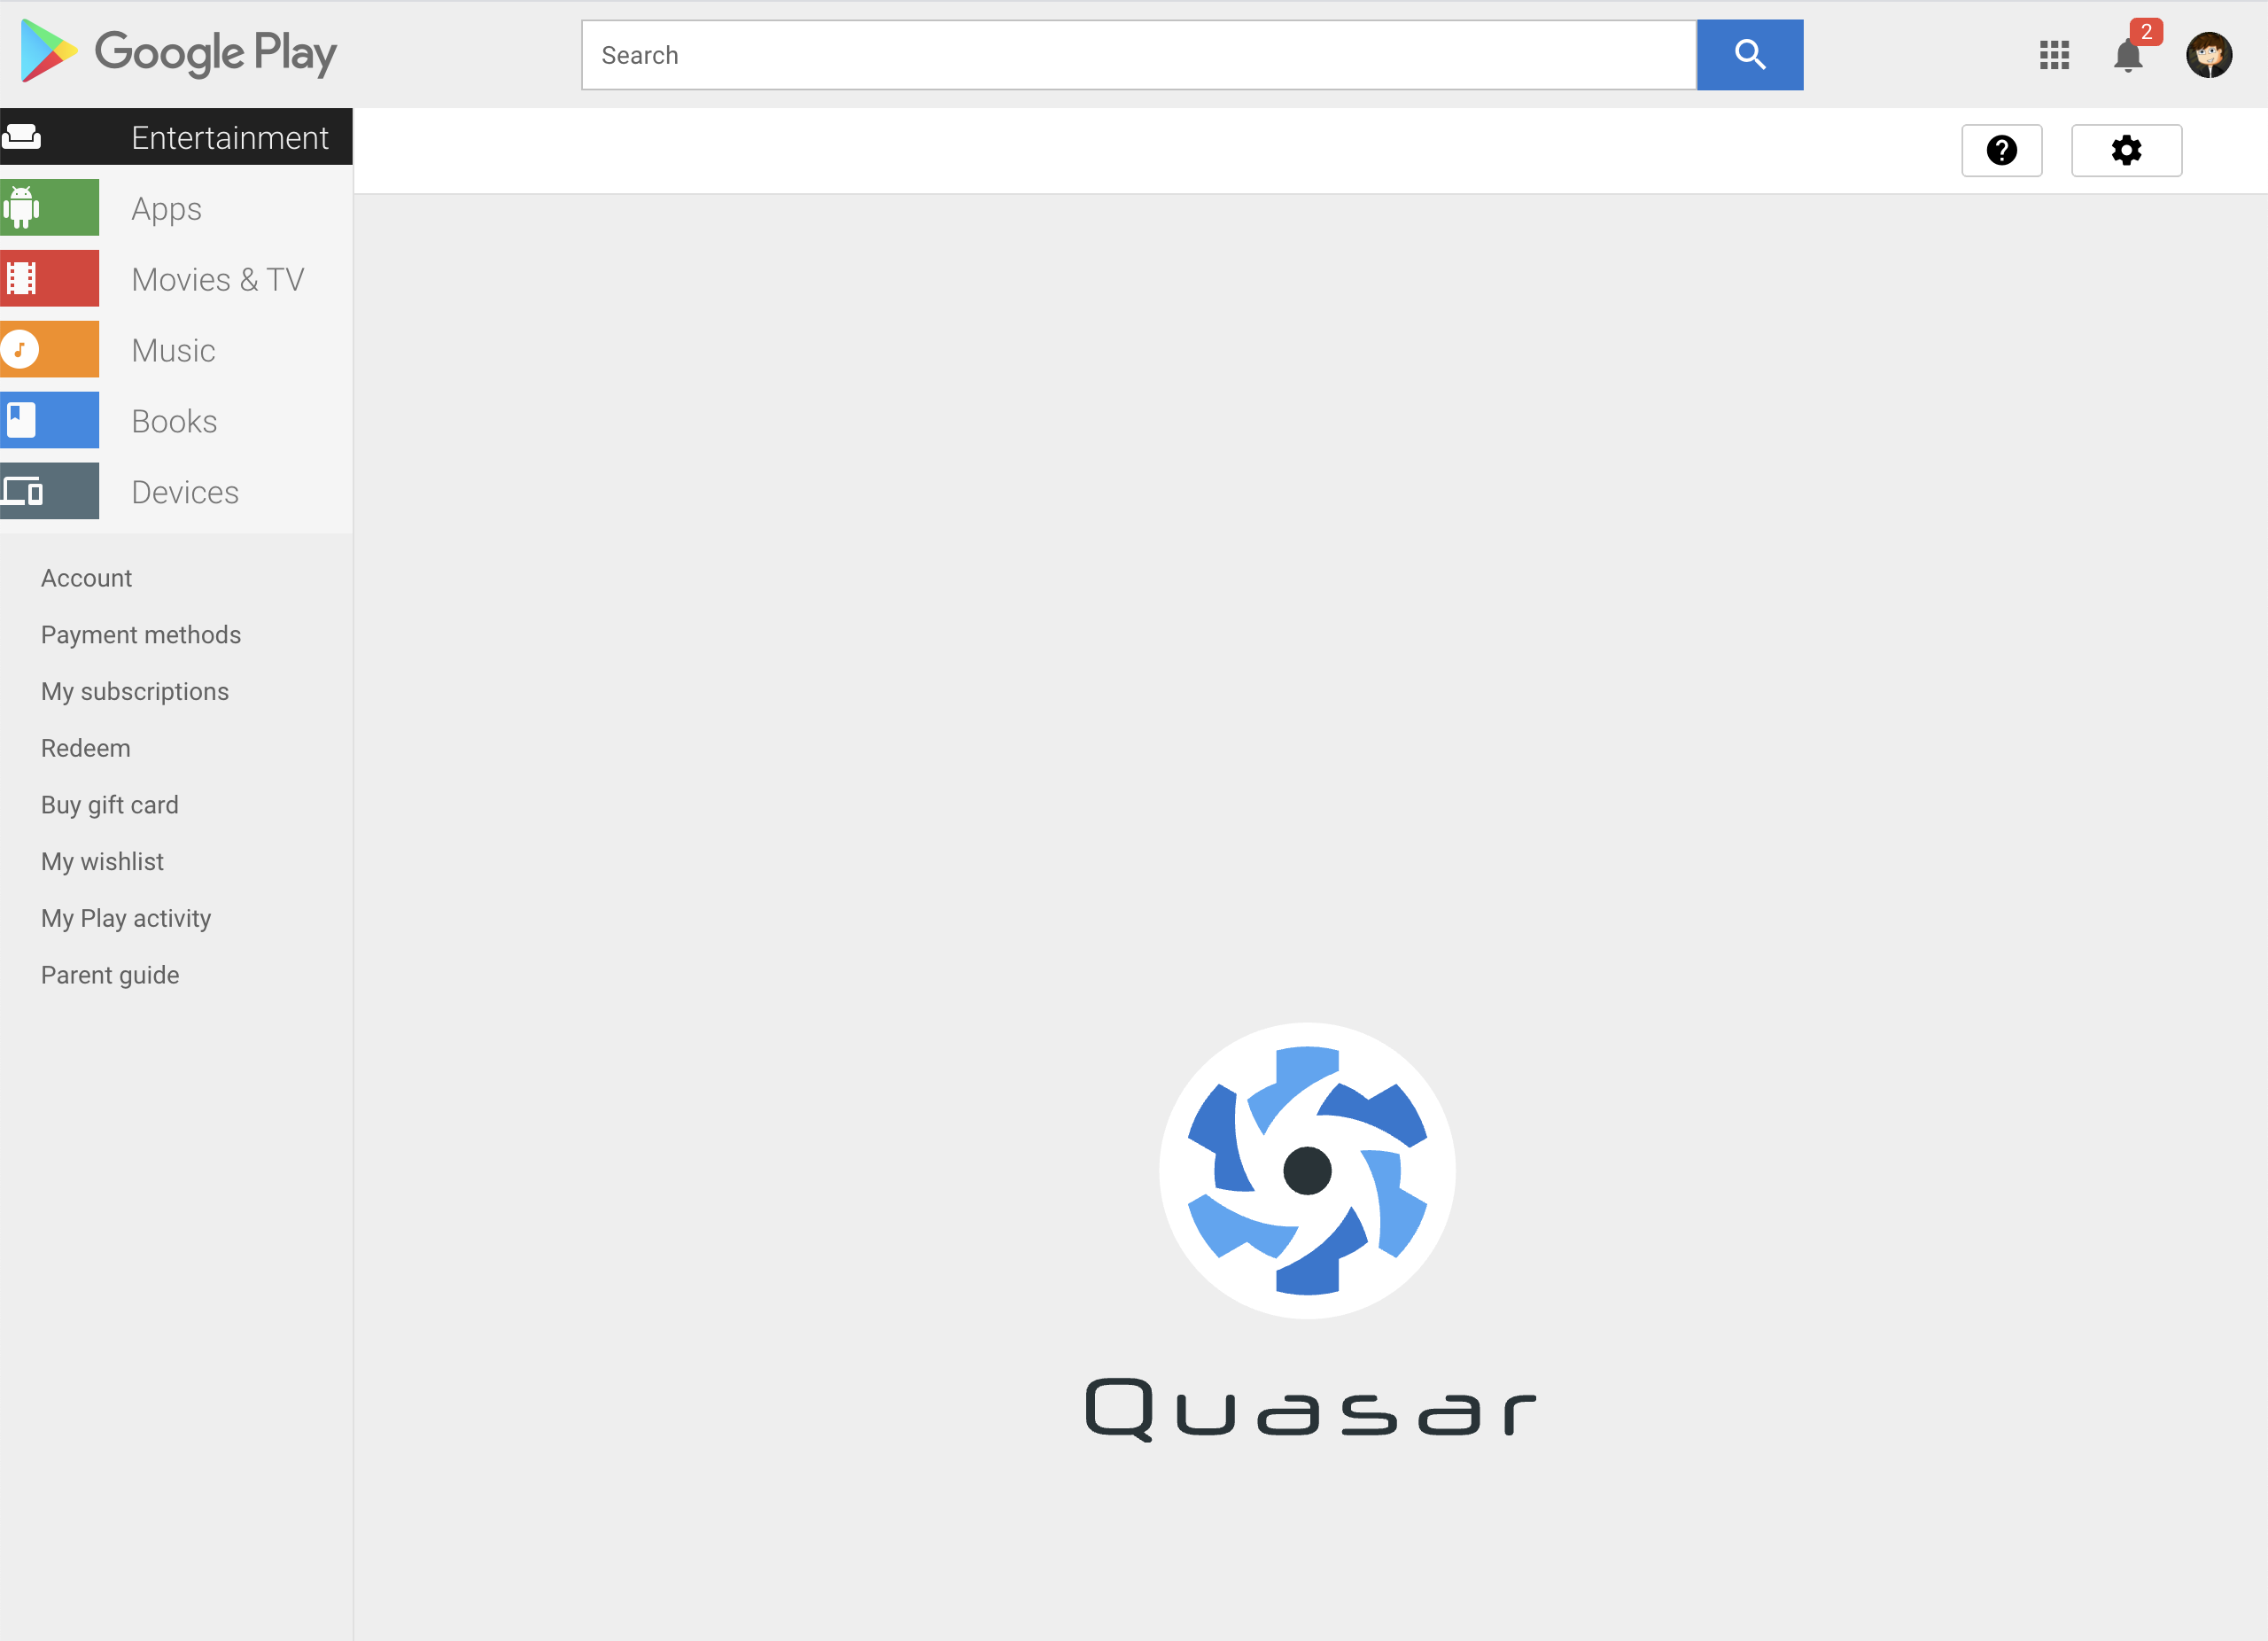 Google Play
Search
2
Entertainment
Apps
Movies & TV
Music
Books
Devices
Account
Payment methods
My subscriptions
Redeem
Buy gift card
My wishlist
My Play activity
Parent guide
Quasar